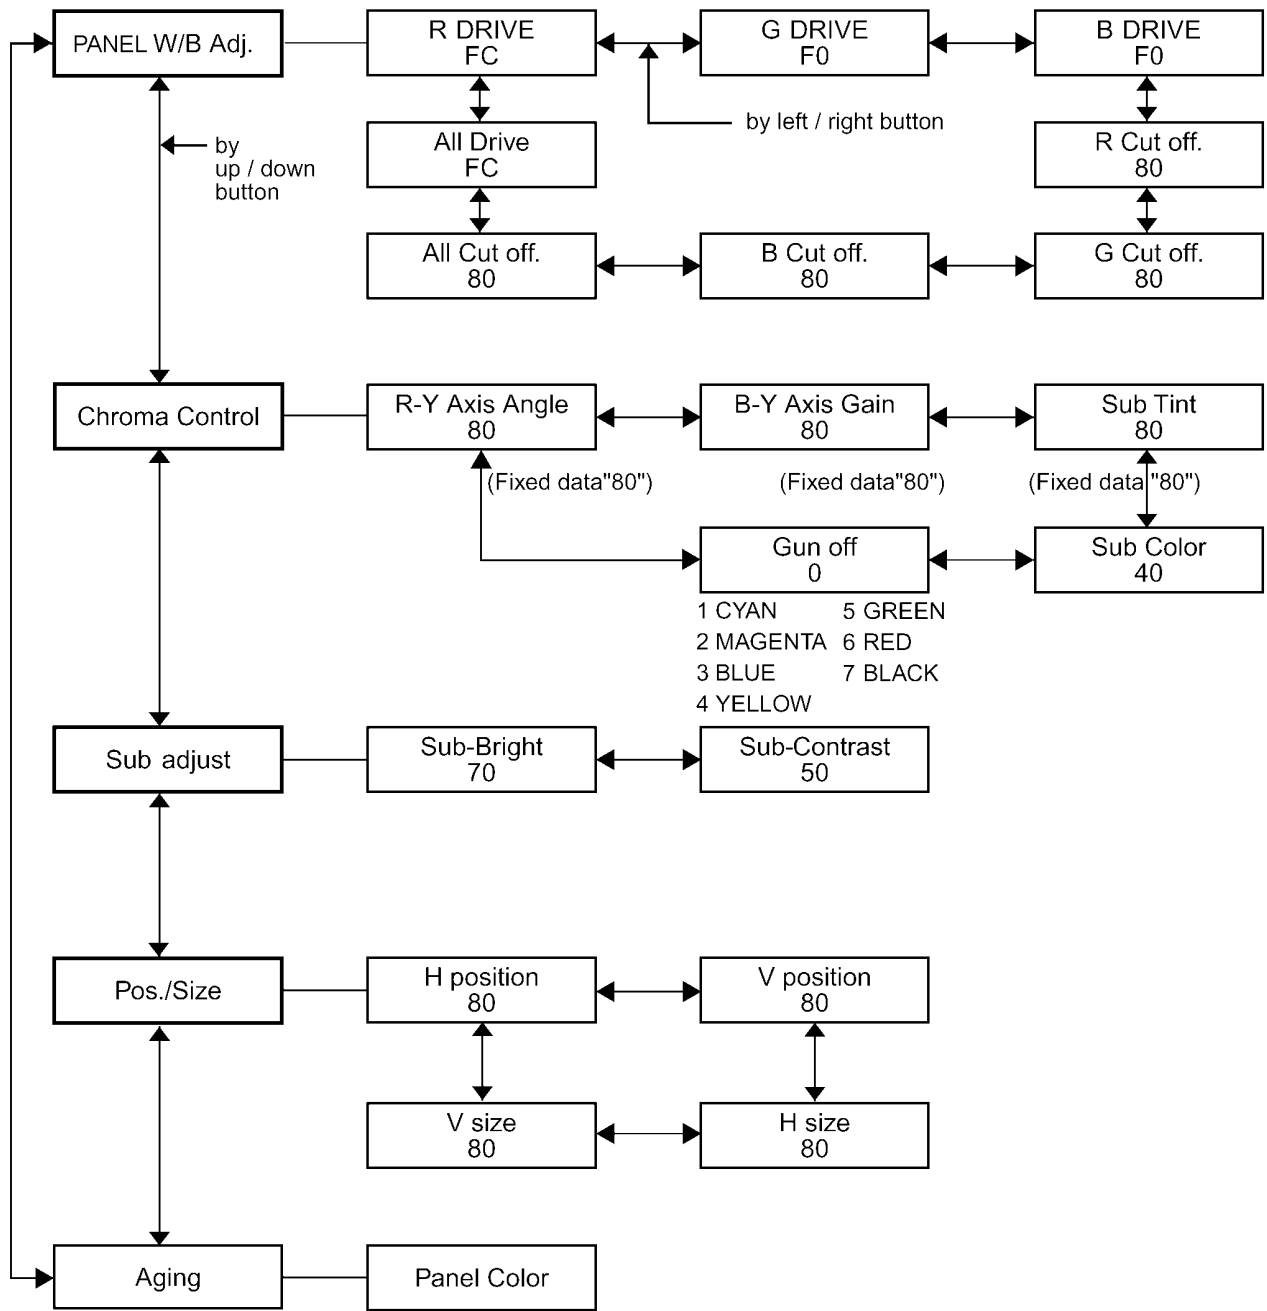 PANEL W/B Adj.
R DRIVE
FC
G DRIVE
F0
B DRIVE
F0
by left / right button
by
up / down
button
All Drive
FC
R Cut off.
80
All Cut off.
80
B Cut off.
80
G Cut off.
80
Chroma Control
R-Y Axis Angle
80
B-Y Axis Gain
80
Sub Tint
80
(Fixed data"80")
(Fixed data"80")
(Fixed data "80")
Gun off
0
Sub Color
40
1 CYAN
5 GREEN
2 MAGENTA
6 RED
3 BLUE
7 BLACK
4 YELLOW
Sub adjust
Sub-Bright
70
Sub-Contrast
50
Pos./Size
H position
80
V position
80
V size
80
H size
80
Aging
Panel Color